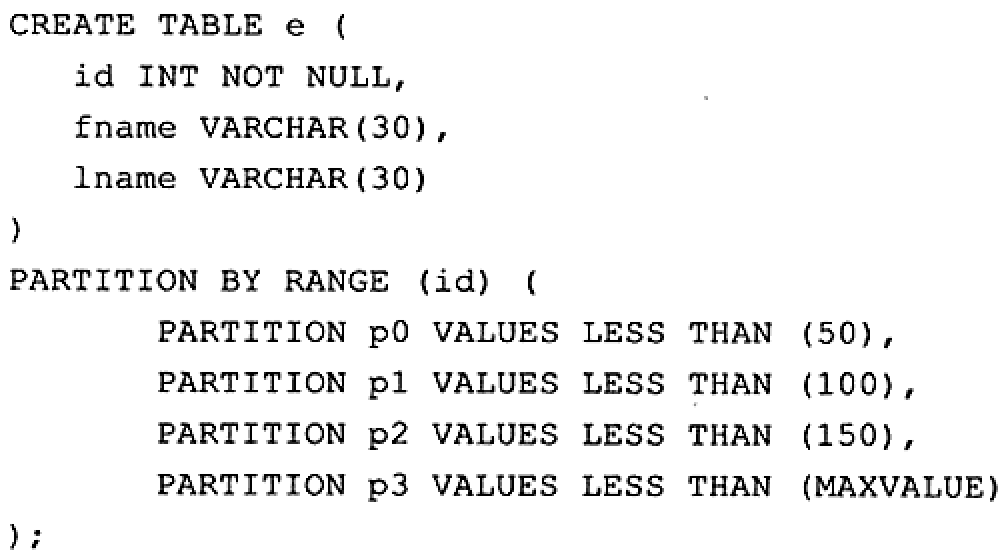 CREATE TABLE e (
id INT NOT NULL,
fname VARCHAR(30),
lname VARCHAR(30)
)
PARTITION BY RANGE (id) (
PARTITION p0 VALUES LESS THAN (50),
PARTITION p1 VALUES LESS THAN (100),
PARTITION p2 VALUES LESS THAN (150),
PARTITION p3 VALUES LESS THAN (MAXVALUE)
);